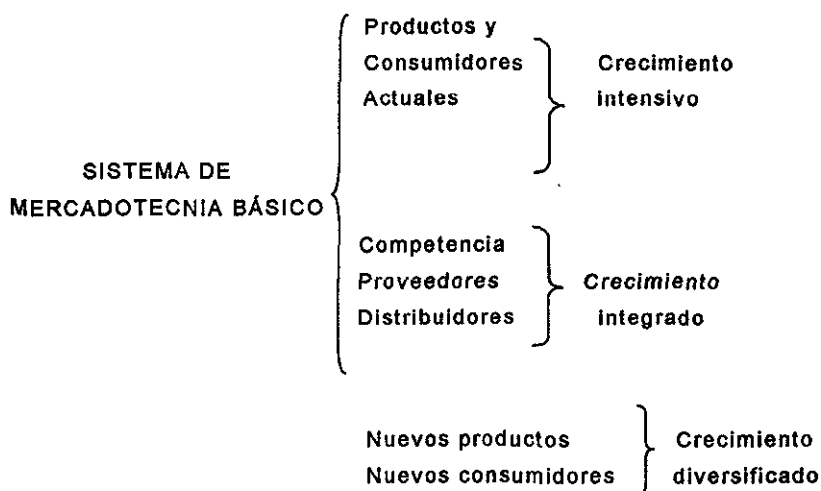 Productos y
Consumidores Crecimiento
Actuales intensivo
SISTEMA DE
MERCADOTECNIA BÁSICO
Competencia
Proveedores Crecimiento
Distribuidores integrado
Nuevos productos Crecimiento
Nuevos consumidores diversificado